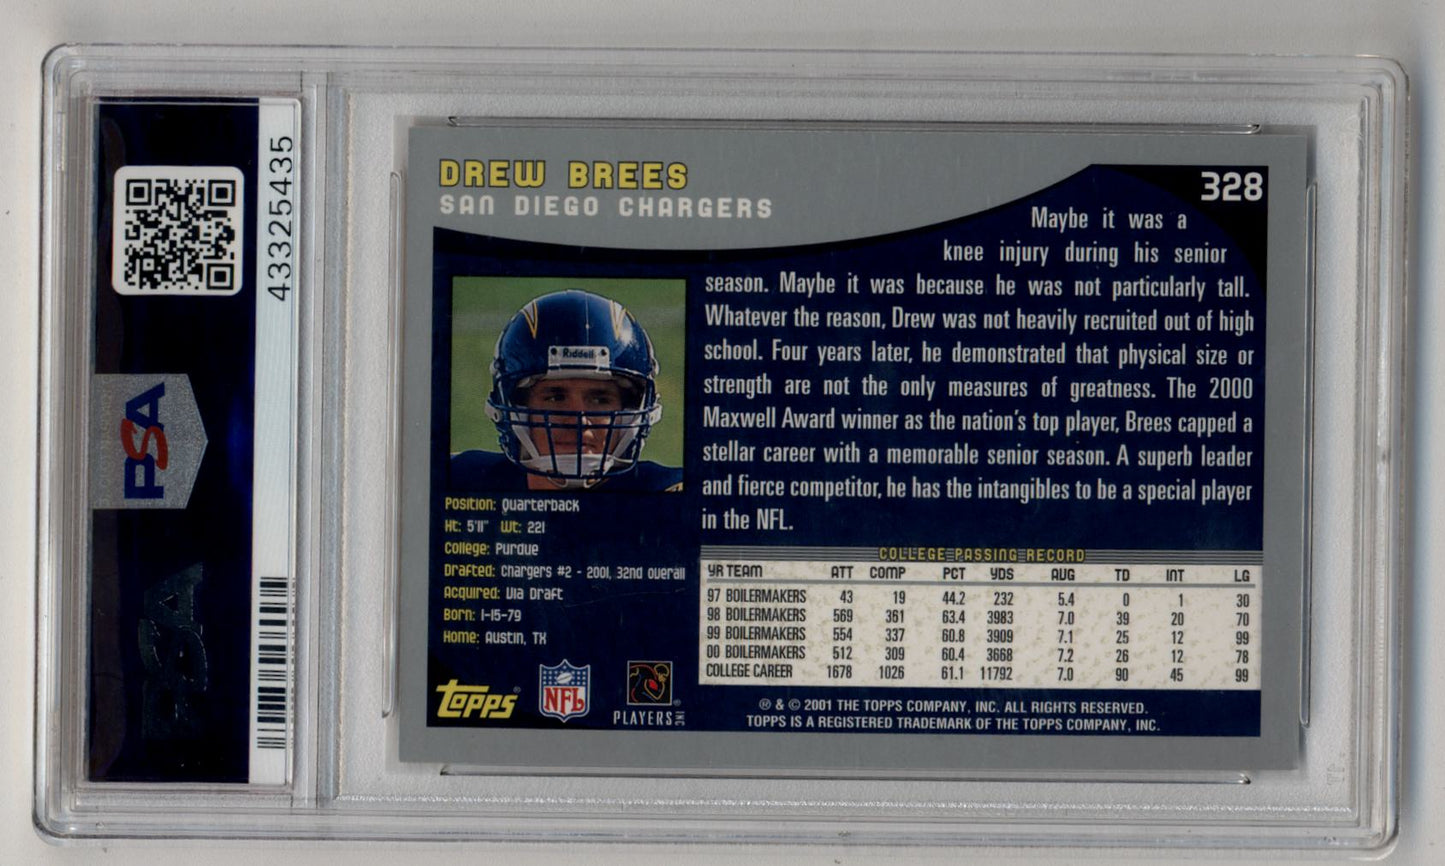 43325435
PSA
DREW BREES
SAN DIEGO CHARGERS
328
Maybe it was a
knee injury during his senior
season. Maybe it was because he was not particularly tall.
Whatever the reason, Drew was not heavily recruited out of high
school. Four years later, he demonstrated that physical size or
strength are not the only measures of greatness. The 2000
Maxwell Award winner as the nation's top player, Brees capped a
stellar career with a memorable senior season. A superb leader
and fierce competitor, he has the intangibles to be a special player
in the NFL.
Riddell
Position: Quarterback
Ht: 5'11" Wt: 221
College: Purdue
Drafted: Chargers #2 - 2001, 32nd overall
Acquired: Via Draft
Born: 1-15-79
Home: Austin, TX
COLLEGE PASSING RECORD
YR TEAM ATT COMP PCT YDS AVG TD INT LG
97 BOILERMAKERS 43 19 44.2 232 5.4 0 1 30
98 BOILERMAKERS 569 361 63.4 3983 7.0 39 20 70
99 BOILERMAKERS 554 337 60.8 3909 7.1 25 12 99
00 BOILERMAKERS 512 309 60.4 3668 7.2 26 12 78
COLLEGE CAREER 1678 1026 61.1 11792 7.0 90 45 99
topps®
NFL
PLAYERS INC
® & © 2001 THE TOPPS COMPANY, INC. ALL RIGHTS RESERVED.
TOPPS IS A REGISTERED TRADEMARK OF THE TOPPS COMPANY, INC.